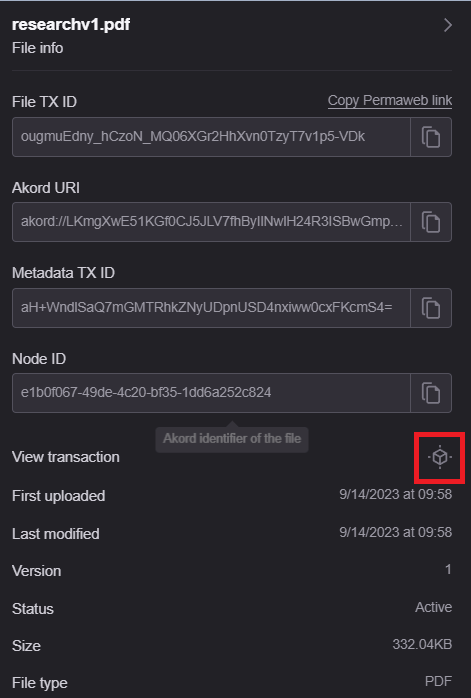 researchv1.pdf
File info
File TX ID
Copy Permaweb link
ougmuEdny_hCzoN_MQ06XGr2HhXvn0TzyT7v1p5-VDk
Akord URI
akord://LKmgXwE51KGf0CJ5JLV7fhByIINwIH24R3ISBwGmp...
Metadata TX ID
aH+WndlSaQ7mGMTRhkZNyUDpnUSD4nxiww0cxFKcmS4=
Node ID
e1b0f067-49de-4c20-bf35-1dd6a252c824
Akord identifier of the file
View transaction
First uploaded
9/14/2023 at 09:58
Last modified
9/14/2023 at 09:58
Version
1
Status
Active
Size
332.04KB
File type
PDF